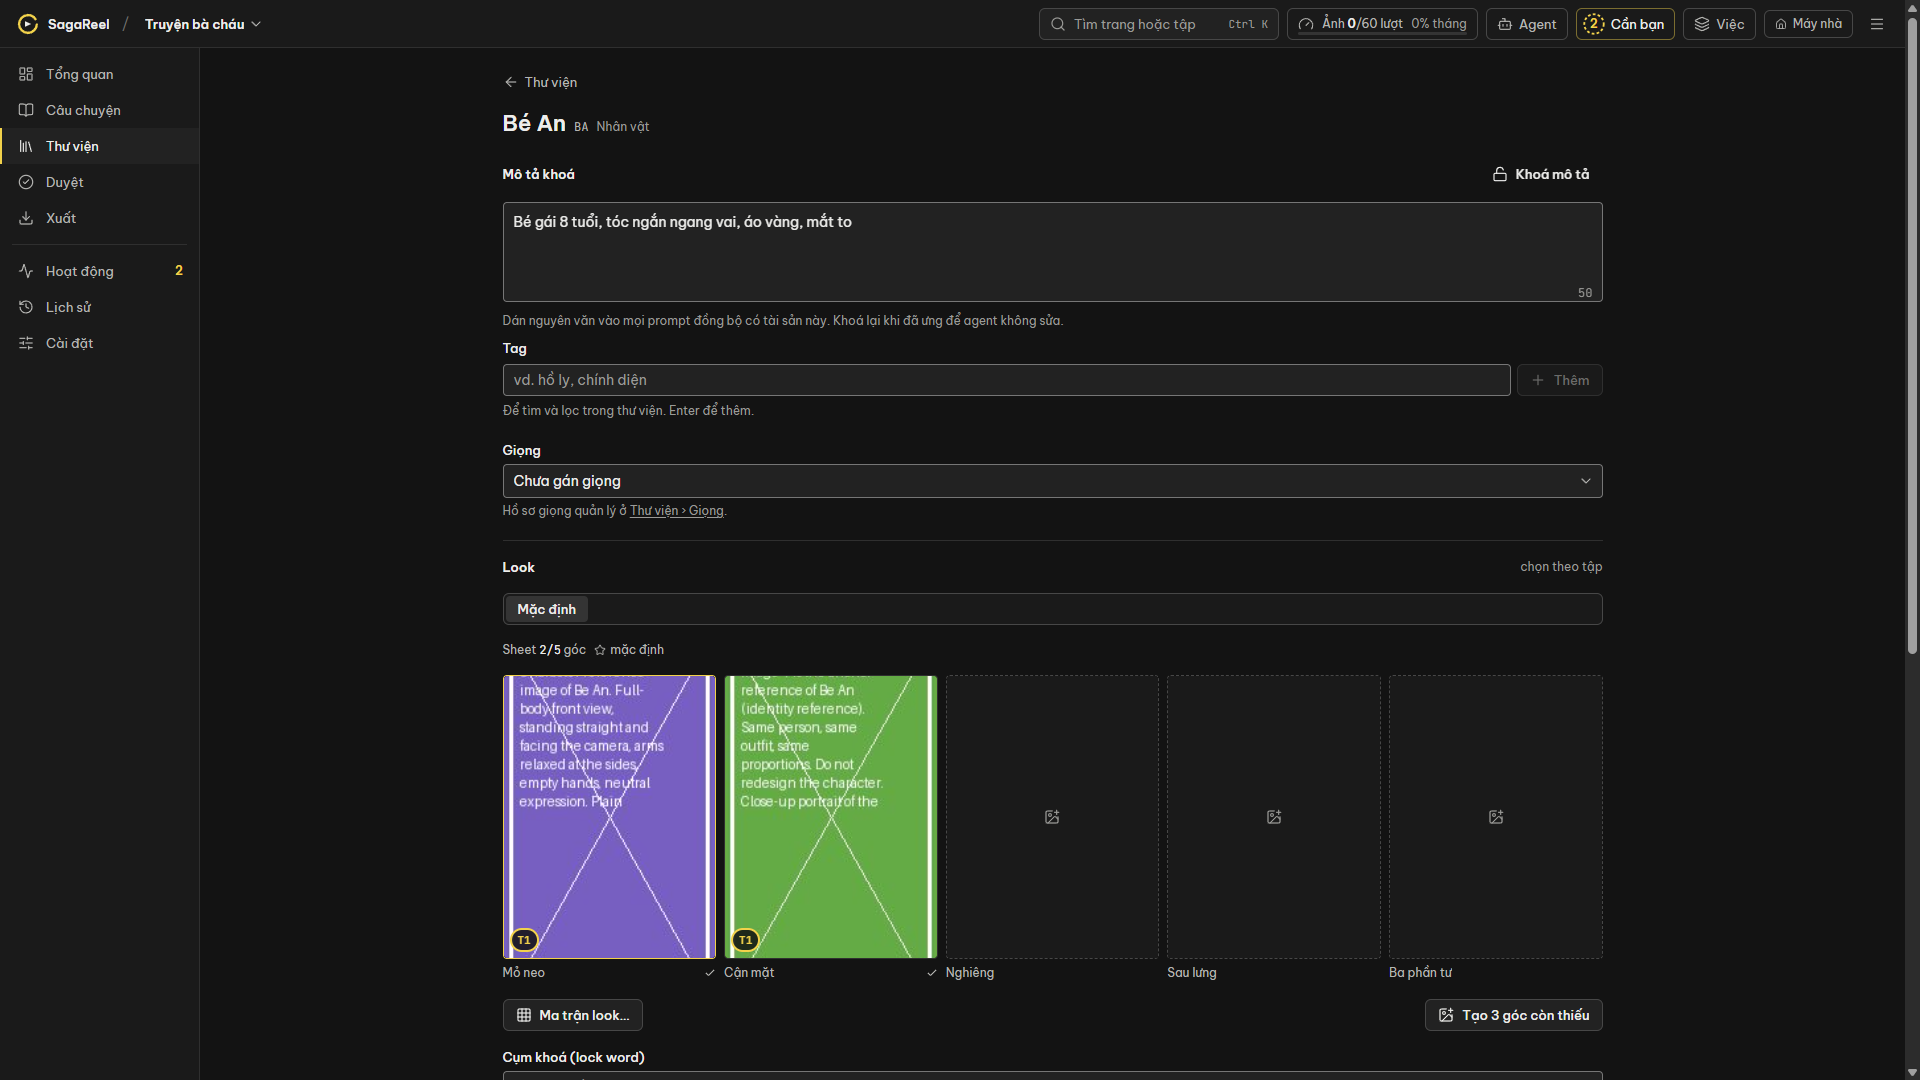 SagaReel / Truyện bà cháu
Tìm trang hoặc tập Ctrl K
Ảnh 0/60 lượt 0% tháng
Agent
2 Cần bạn
Việc
Máy nhà
Tổng quan
Câu chuyện
Thư viện
Duyệt
Xuất
Hoạt động 2
Lịch sử
Cài đặt
Thư viện
Bé An BA Nhân vật
Mô tả khoá
Khoá mô tả
Bé gái 8 tuổi, tóc ngắn ngang vai, áo vàng, mắt to
50
Dán nguyên văn vào mọi prompt đồng bộ có tài sản này. Khoá lại khi đã ưng để agent không sửa.
Tag
vd. hồ ly, chính diện
Thêm
Để tìm và lọc trong thư viện. Enter để thêm.
Giọng
Chưa gán giọng
Hồ sơ giọng quản lý ở Thư viện › Giọng.
Look
chọn theo tập
Mặc định
Sheet 2/5 góc mặc định
image of Be An. Full-
body front view,
standing straight and
facing the camera, arms
relaxed at the sides,
empty hands, neutral
expression. Plain
T1
reference of Be An
(identity reference).
Same person, same
outfit, same
proportions. Do not
redesign the character.
Close-up portrait of the
T1
Mỏ neo
Cận mặt
Nghiêng
Sau lưng
Ba phần tư
Ma trận look...
Tạo 3 góc còn thiếu
Cụm khoá (lock word)